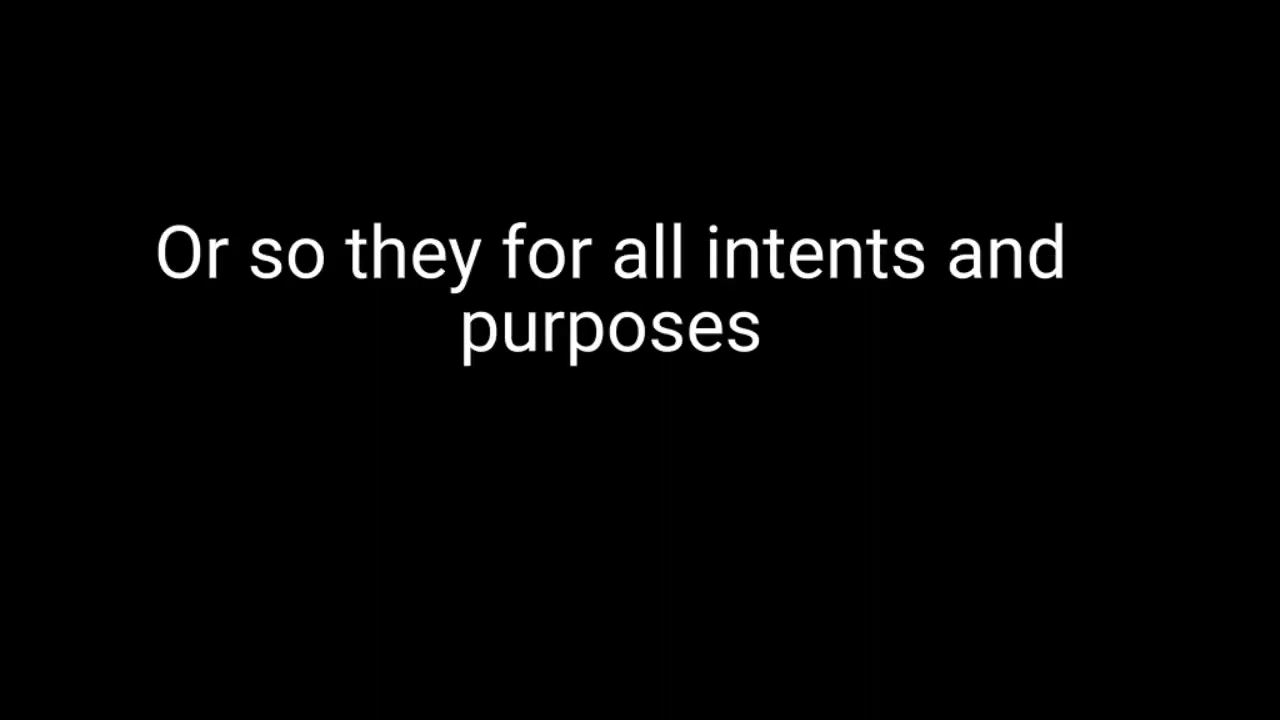 Or so they for all intents and
purposes